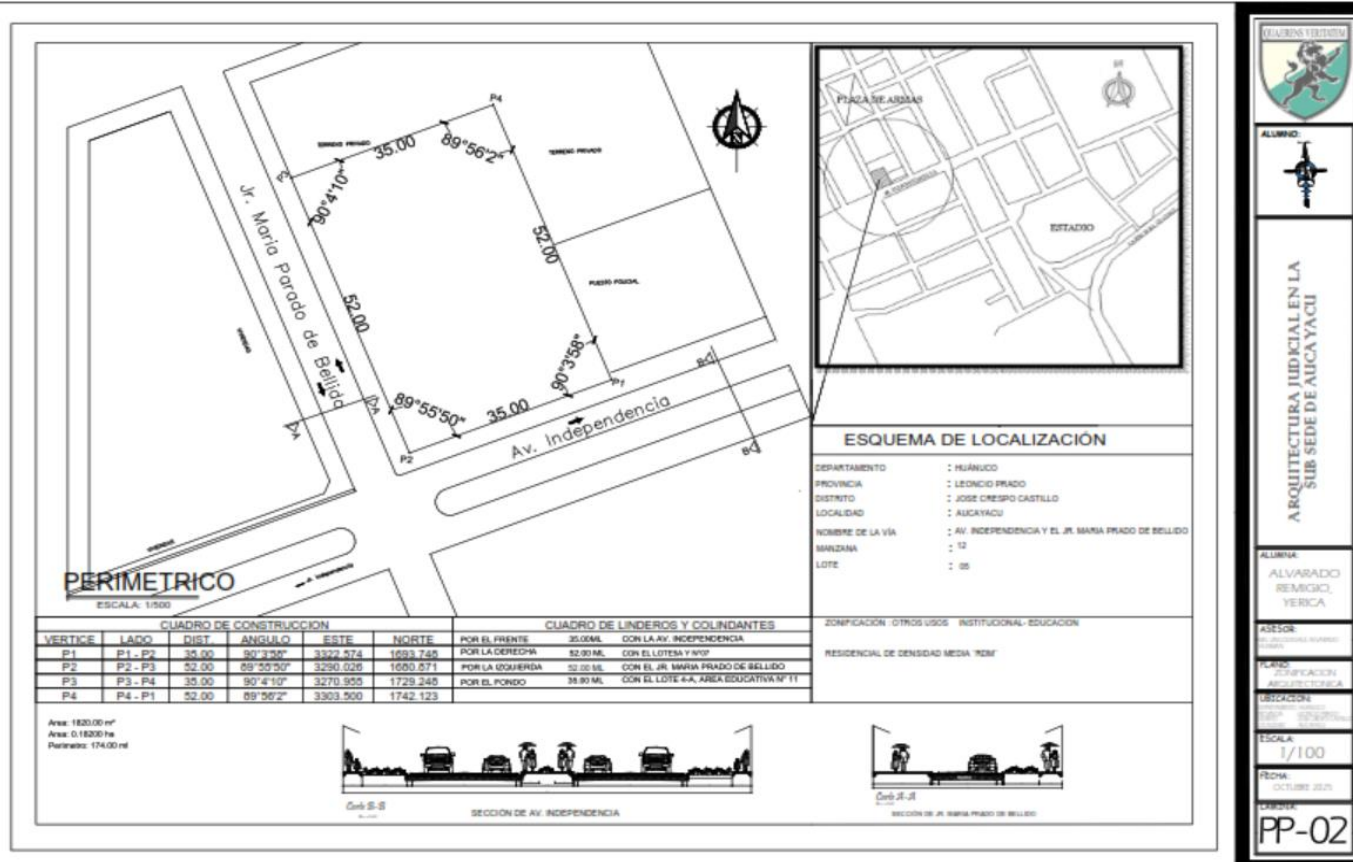 P4
35.00
89°56'2"
TERRENO PRIVADO
TERRENO PRIVADO
P3
90°4'10"
Jr. Maria Parado de Bellido
52.00
52.00
PUESTO POLICIAL
90°3'58"
P1
B
A
A
89°55'50"
35.00
Av. Independencia
P2
B
PERIMETRICO
ESCALA: 1/500
PLAZA DE ARMAS
ESTADIO
ESQUEMA DE LOCALIZACIÓN
DEPARTAMENTO : HUÁNUCO
PROVINCIA : LEONCIO PRADO
DISTRITO : JOSE CRESPO CASTILLO
LOCALIDAD : AUCAYACU
NOMBRE DE LA VÍA : AV. INDEPENDENCIA Y EL JR. MARIA PRADO DE BELLIDO
MANZANA : 12
LOTE : 05
CUADRO DE CONSTRUCCION
VERTICE LADO DIST. ANGULO ESTE NORTE
P1 P1 - P2 35.00 90°3'58" 3322.574 1693.748
P2 P2 - P3 52.00 89°55'50" 3290.026 1680.871
P3 P3 - P4 35.00 90°4'10" 3270.955 1729.248
P4 P4 - P1 52.00 89°56'2" 3303.500 1742.123
CUADRO DE LINDEROS Y COLINDANTES
POR EL FRENTE 35.00ML CON LA AV. INDEPENDENCIA
POR LA DERECHA 52.00 ML CON EL LOTE5A Y Nº07
POR LA IZQUIERDA 52.00 ML CON EL JR. MARIA PRADO DE BELLIDO
POR EL FONDO 35.00 ML CON EL LOTE 4-A, AREA EDUCATIVA Nº 11
ZONIFICACIÓN : OTROS USOS INSTITUCIONAL- EDUCACION
RESIDENCIAL DE DENSIDAD MEDIA "RDM"
Area: 1820.00 m²
Area: 0.18200 ha
Perimetro: 174.00 ml
Corte B-B
SECCIÓN DE AV. INDEPENDENCIA
Corte A-A
SECCIÓN DE JR. MARIA PRADO DE BELLIDO
QUAERENS VERITATEM
ALUMNO:
ARQUITECTURA JUDICIAL EN LA
SUB SEDE DE AUCAYACU
ALUMNA:
ALVARADO
REMIGIO,
YERICA
ASESOR:
PLANO:
ZONIFICACION
ARQUITECTONICA
UBICACION:
ESCALA:
1/100
FECHA:
OCTUBRE 2025
LAMINA:
PP-02